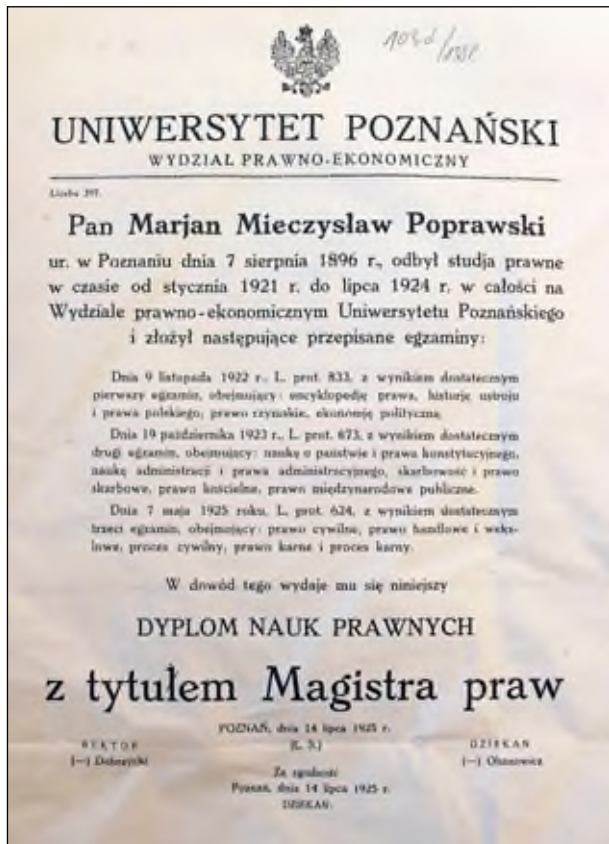 UNIWERSYTET POZNAŃSKI
WYDZIAŁ PRAWNO-EKONOMICZNY
Liczba
Pan Marjan Mieczysław Poprawski
ur. w Poznaniu dnia 7 sierpnia 1896 r., odbył studja prawne
w czasie od stycznia 1921 r. do lipca 1924 r. w całości na
Wydziale prawno-ekonomicznym Uniwersytetu Poznańskiego
i złożył następujące przepisane egzaminy:
Dnia 9 listopada 1922 r., L. prot. 833, z wynikiem dostatecznym
pierwszy egzamin, obejmujący: encyklopedję prawa, historję ustroju
i prawa polskiego, prawo rzymskie, ekonomję polityczną.
Dnia 19 października 1923 r., L. prot. 673, z wynikiem dostatecznym
drugi egzamin, obejmujący: naukę o państwie i prawa konstytucyjnego,
naukę administracji i prawa administracyjnego, skarbowość i prawo
skarbowe, prawo kościelne, prawo międzynarodowe publiczne.
Dnia 7 maja 1925 roku, L. prot. 624, z wynikiem dostatecznym
trzeci egzamin, obejmujący: prawo cywilne, prawo handlowe i wekslowe,
proces cywilny, prawo karne i proces karny.
W dowód tego wydaje mu się niniejszy
DYPLOM NAUK PRAWNYCH
z tytułem Magistra praw
POZNAŃ, dnia 14 lipca 1925 r.
REKTOR (L. S.) DZIEKAN
(—) Dobrzycki (—) Ohanowicz
Za zgodność
Poznań, dnia 14 lipca 1925 r.
DZIEKAN: